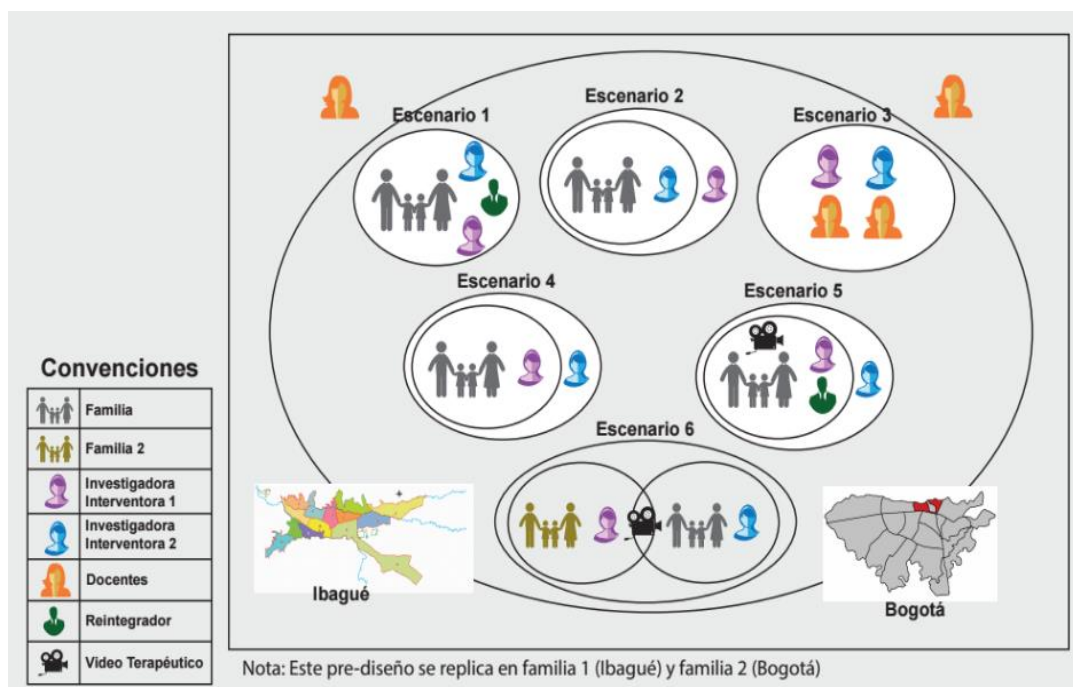 Escenario 1
Escenario 2
Escenario 3
Escenario 4
Escenario 5
Escenario 6
Ibagué
Bogotá
Convenciones
Familia
Familia 2
Investigadora
Interventora 1
Investigadora
Interventora 2
Docentes
Reintegrador
Video Terapéutico
Nota: Este pre-diseño se replica en familia 1 (Ibagué) y familia 2 (Bogotá)